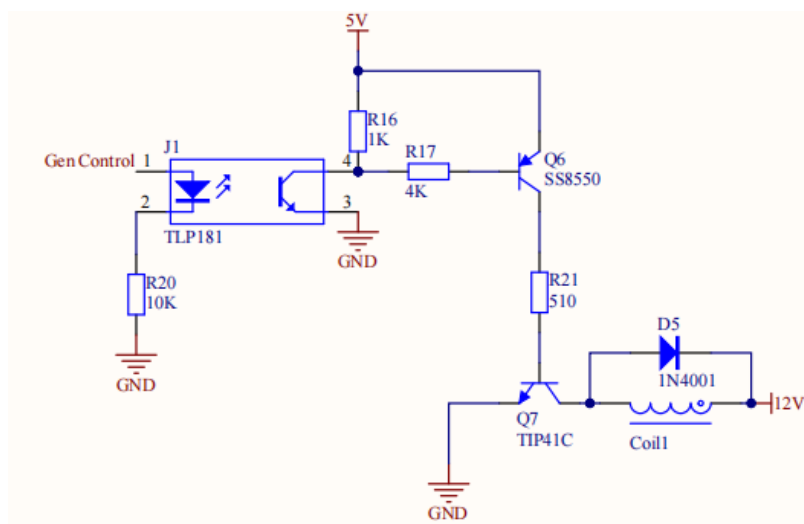 5V
R16
1K
J1
Gen Control
1
4
R17
Q6
SS8550
4K
2
3
TLP181
GND
R20
10K
R21
510
GND
D5
1N4001
12V
Q7
TIP41C
Coil1
GND